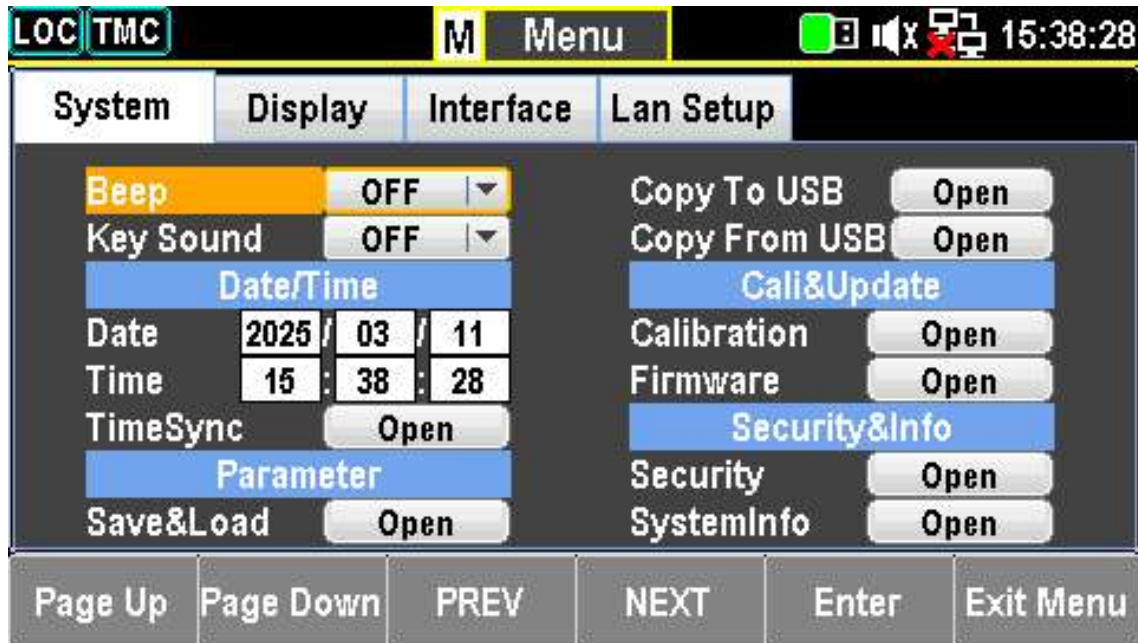 LOC TMC M Menu x 15:38:28
System Display Interface Lan Setup
Beep OFF
Key Sound OFF
Date/Time
Date 2025 / 03 / 11
Time 15 : 38 : 28
TimeSync Open
Parameter
Save&Load Open
Copy To USB Open
Copy From USB Open
Cali&Update
Calibration Open
Firmware Open
Security&Info
Security Open
SystemInfo Open
Page Up Page Down PREV NEXT Enter Exit Menu